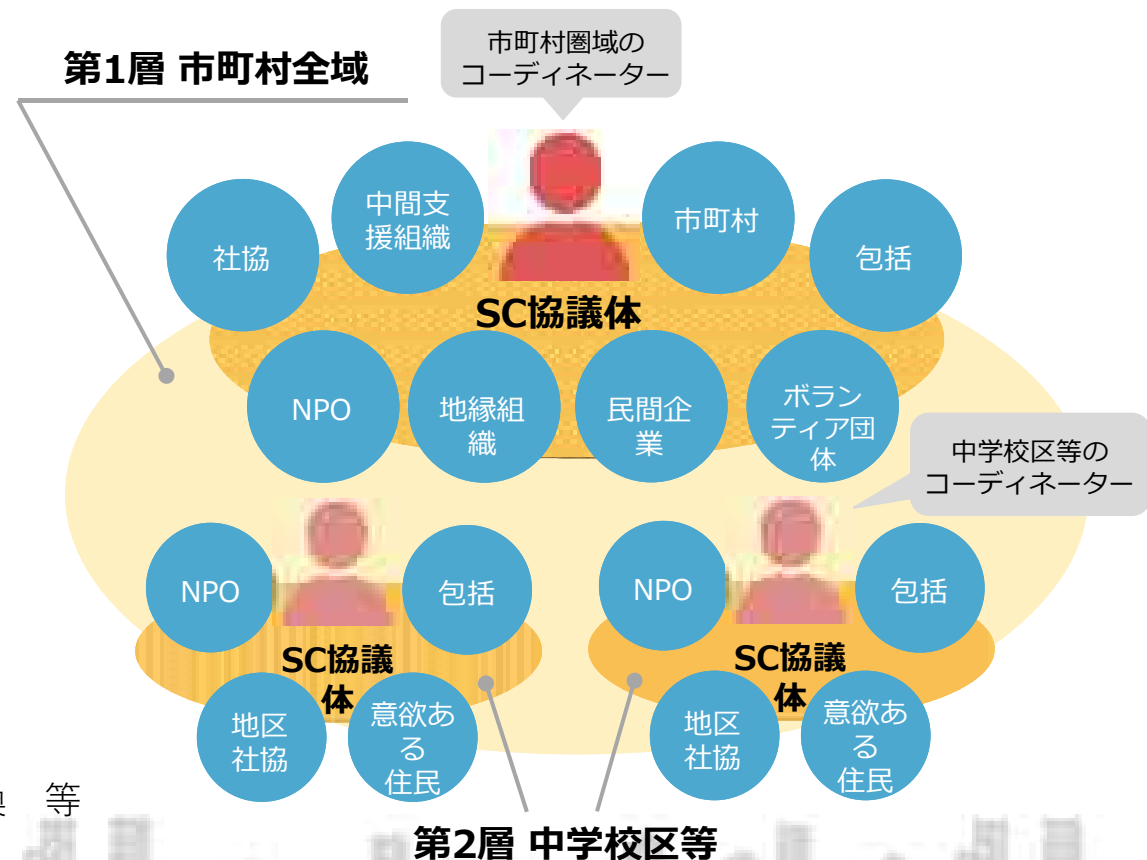 第1層 市町村全域
市町村圏域の
コーディネーター
社協
中間支
援組織
市町村
包括
SC協議体
NPO
地縁組
織
民間企
業
ボラン
ティア団
体
中学校区等の
コーディネーター
NPO
包括
SC協議
体
地区
社協
意欲あ
る
住民
NPO
包括
SC協議
体
地区
社協
意欲あ
る
住民
等
第2層 中学校区等